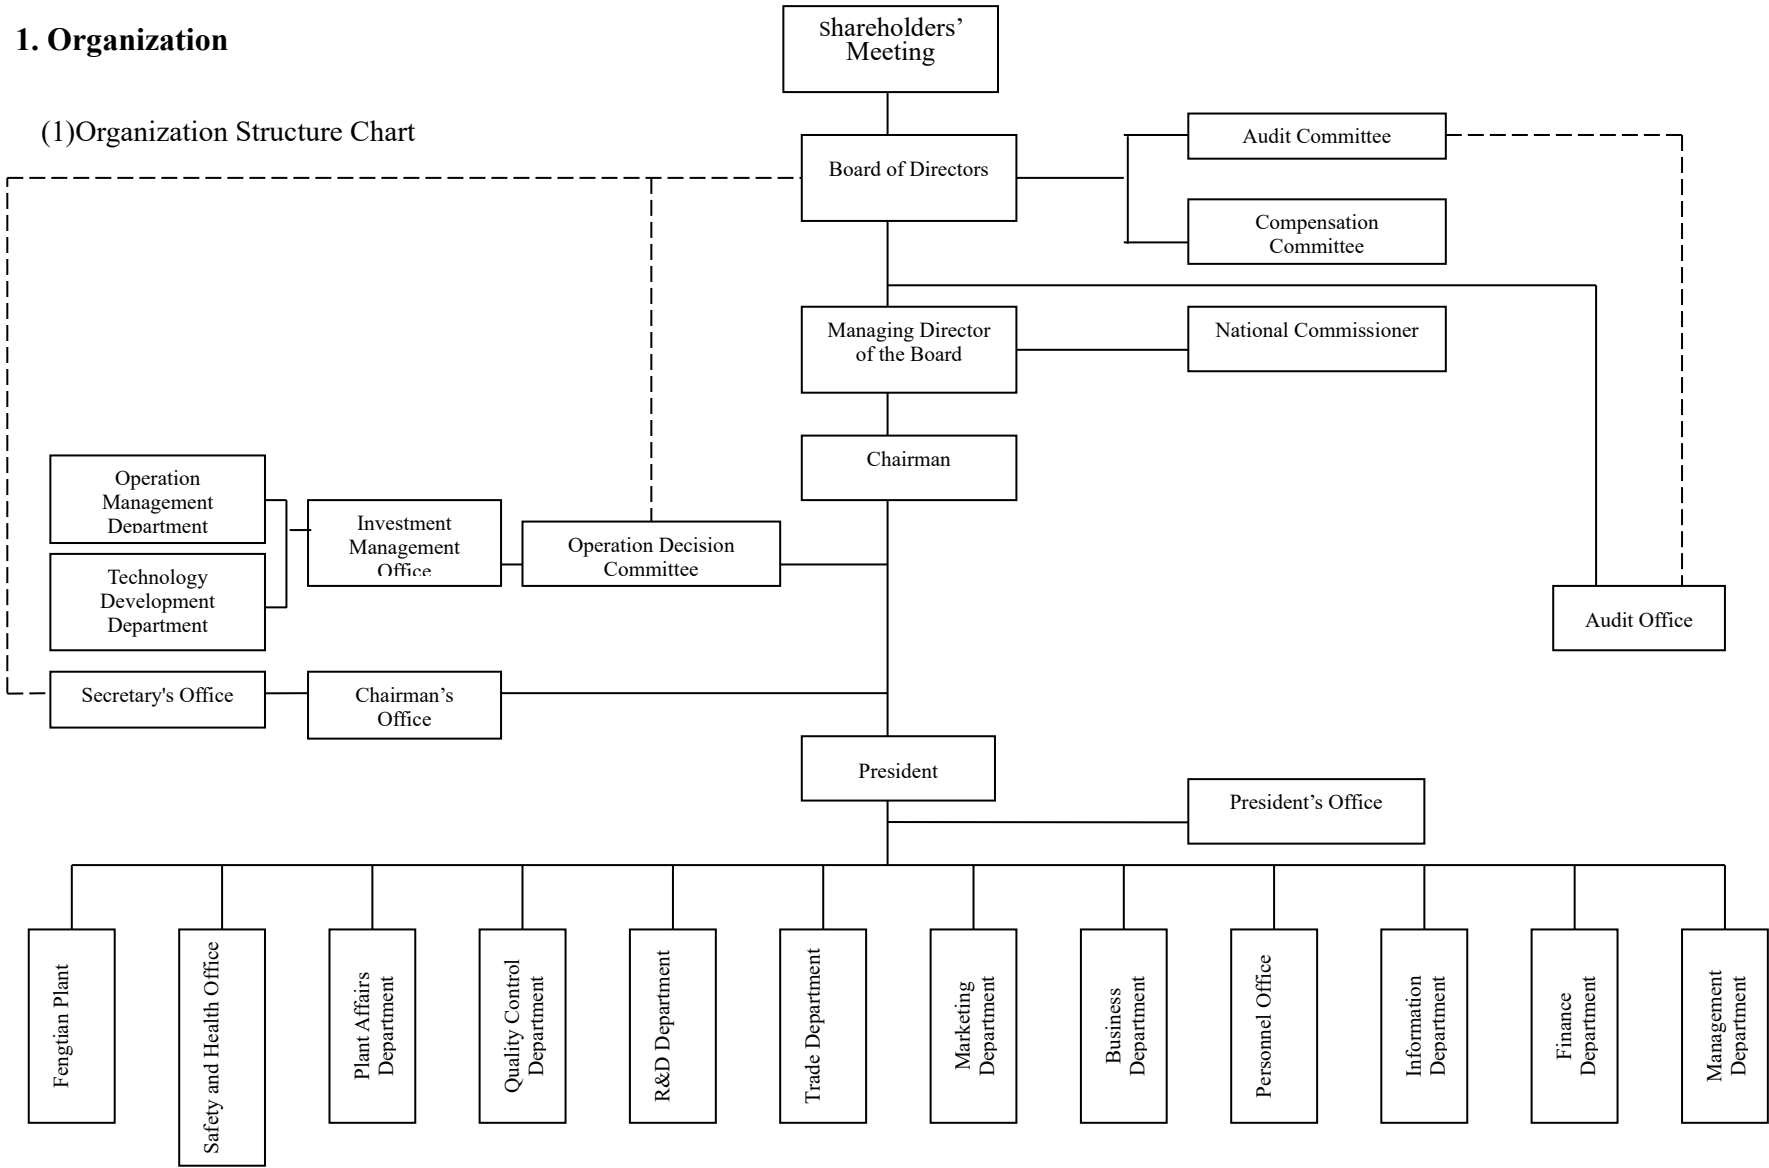 1. Organization
(1)Organization Structure Chart
Shareholders’
Meeting
Board of Directors
Audit Committee
Compensation
Committee
Managing Director
of the Board
National Commissioner
Chairman
Operation
Management
Department
Technology
Development
Department
Investment
Management
Office
Operation Decision
Committee
Audit Office
Secretary's Office
Chairman’s
Office
President
President’s Office
Fengtian Plant
Safety and Health Office
Plant Affairs
Department
Quality Control
Department
R&D Department
Trade Department
Marketing
Department
Business
Department
Personnel Office
Information
Department
Finance
Department
Management
Department